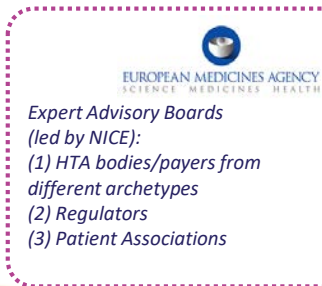 EUROPEAN MEDICINES AGENCY
SCIENCE MEDICINES HEALTH
Expert Advisory Boards
(led by NICE):
(1) HTA bodies/payers from
different archetypes
(2) Regulators
(3) Patient Associations